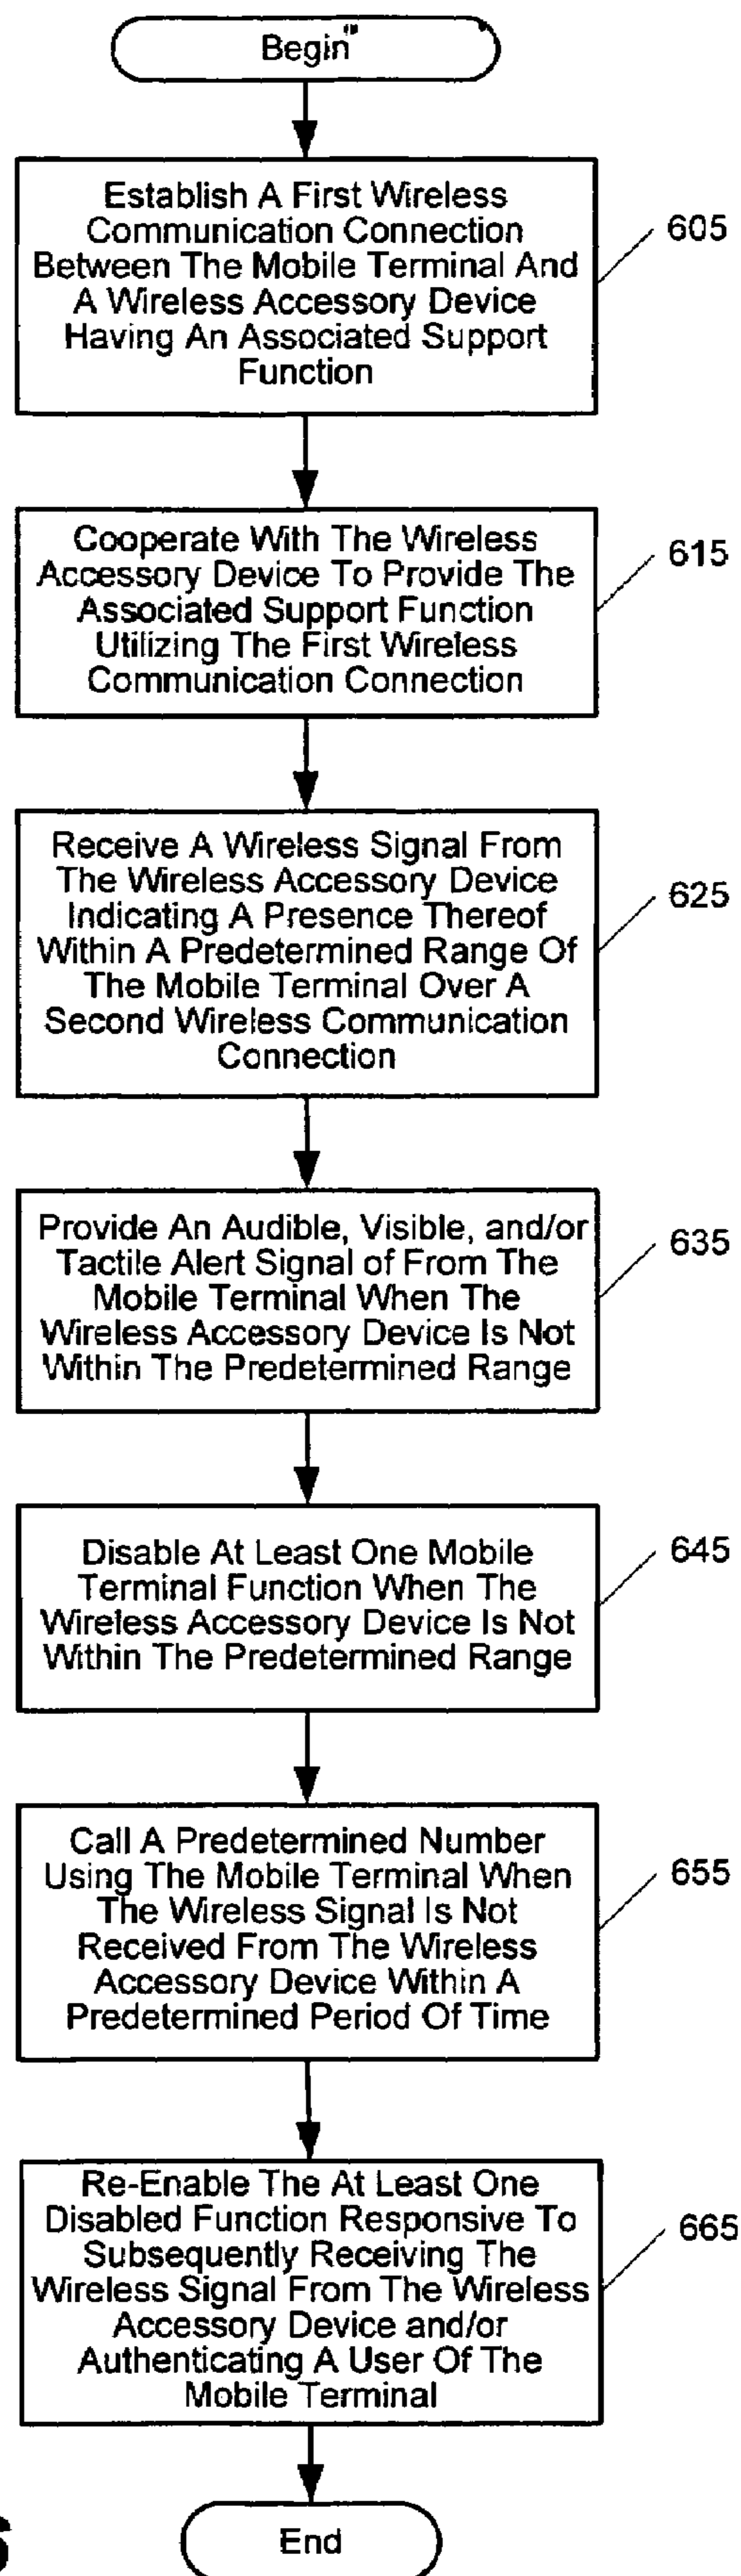 Begin
Establish A First Wireless
Communication Connection
Between The Mobile Terminal And
A Wireless Accessory Device
Having An Associated Support
Function
605
Cooperate With The Wireless
Accessory Device To Provide The
Associated Support Function
Utilizing The First Wireless
Communication Connection
615
Receive A Wireless Signal From
The Wireless Accessory Device
Indicating A Presence Thereof
Within A Predetermined Range Of
The Mobile Terminal Over A
Second Wireless Communication
Connection
625
Provide An Audible, Visible, and/or
Tactile Alert Signal of From The
Mobile Terminal When The
Wireless Accessory Device Is Not
Within The Predetermined Range
635
Disable At Least One Mobile
Terminal Function When The
Wireless Accessory Device Is Not
Within The Predetermined Range
645
Call A Predetermined Number
Using The Mobile Terminal When
The Wireless Signal Is Not
Received From The Wireless
Accessory Device Within A
Predetermined Period Of Time
655
Re-Enable The At Least One
Disabled Function Responsive To
Subsequently Receiving The
Wireless Signal From The Wireless
Accessory Device and/or
Authenticating A User Of The
Mobile Terminal
665
End